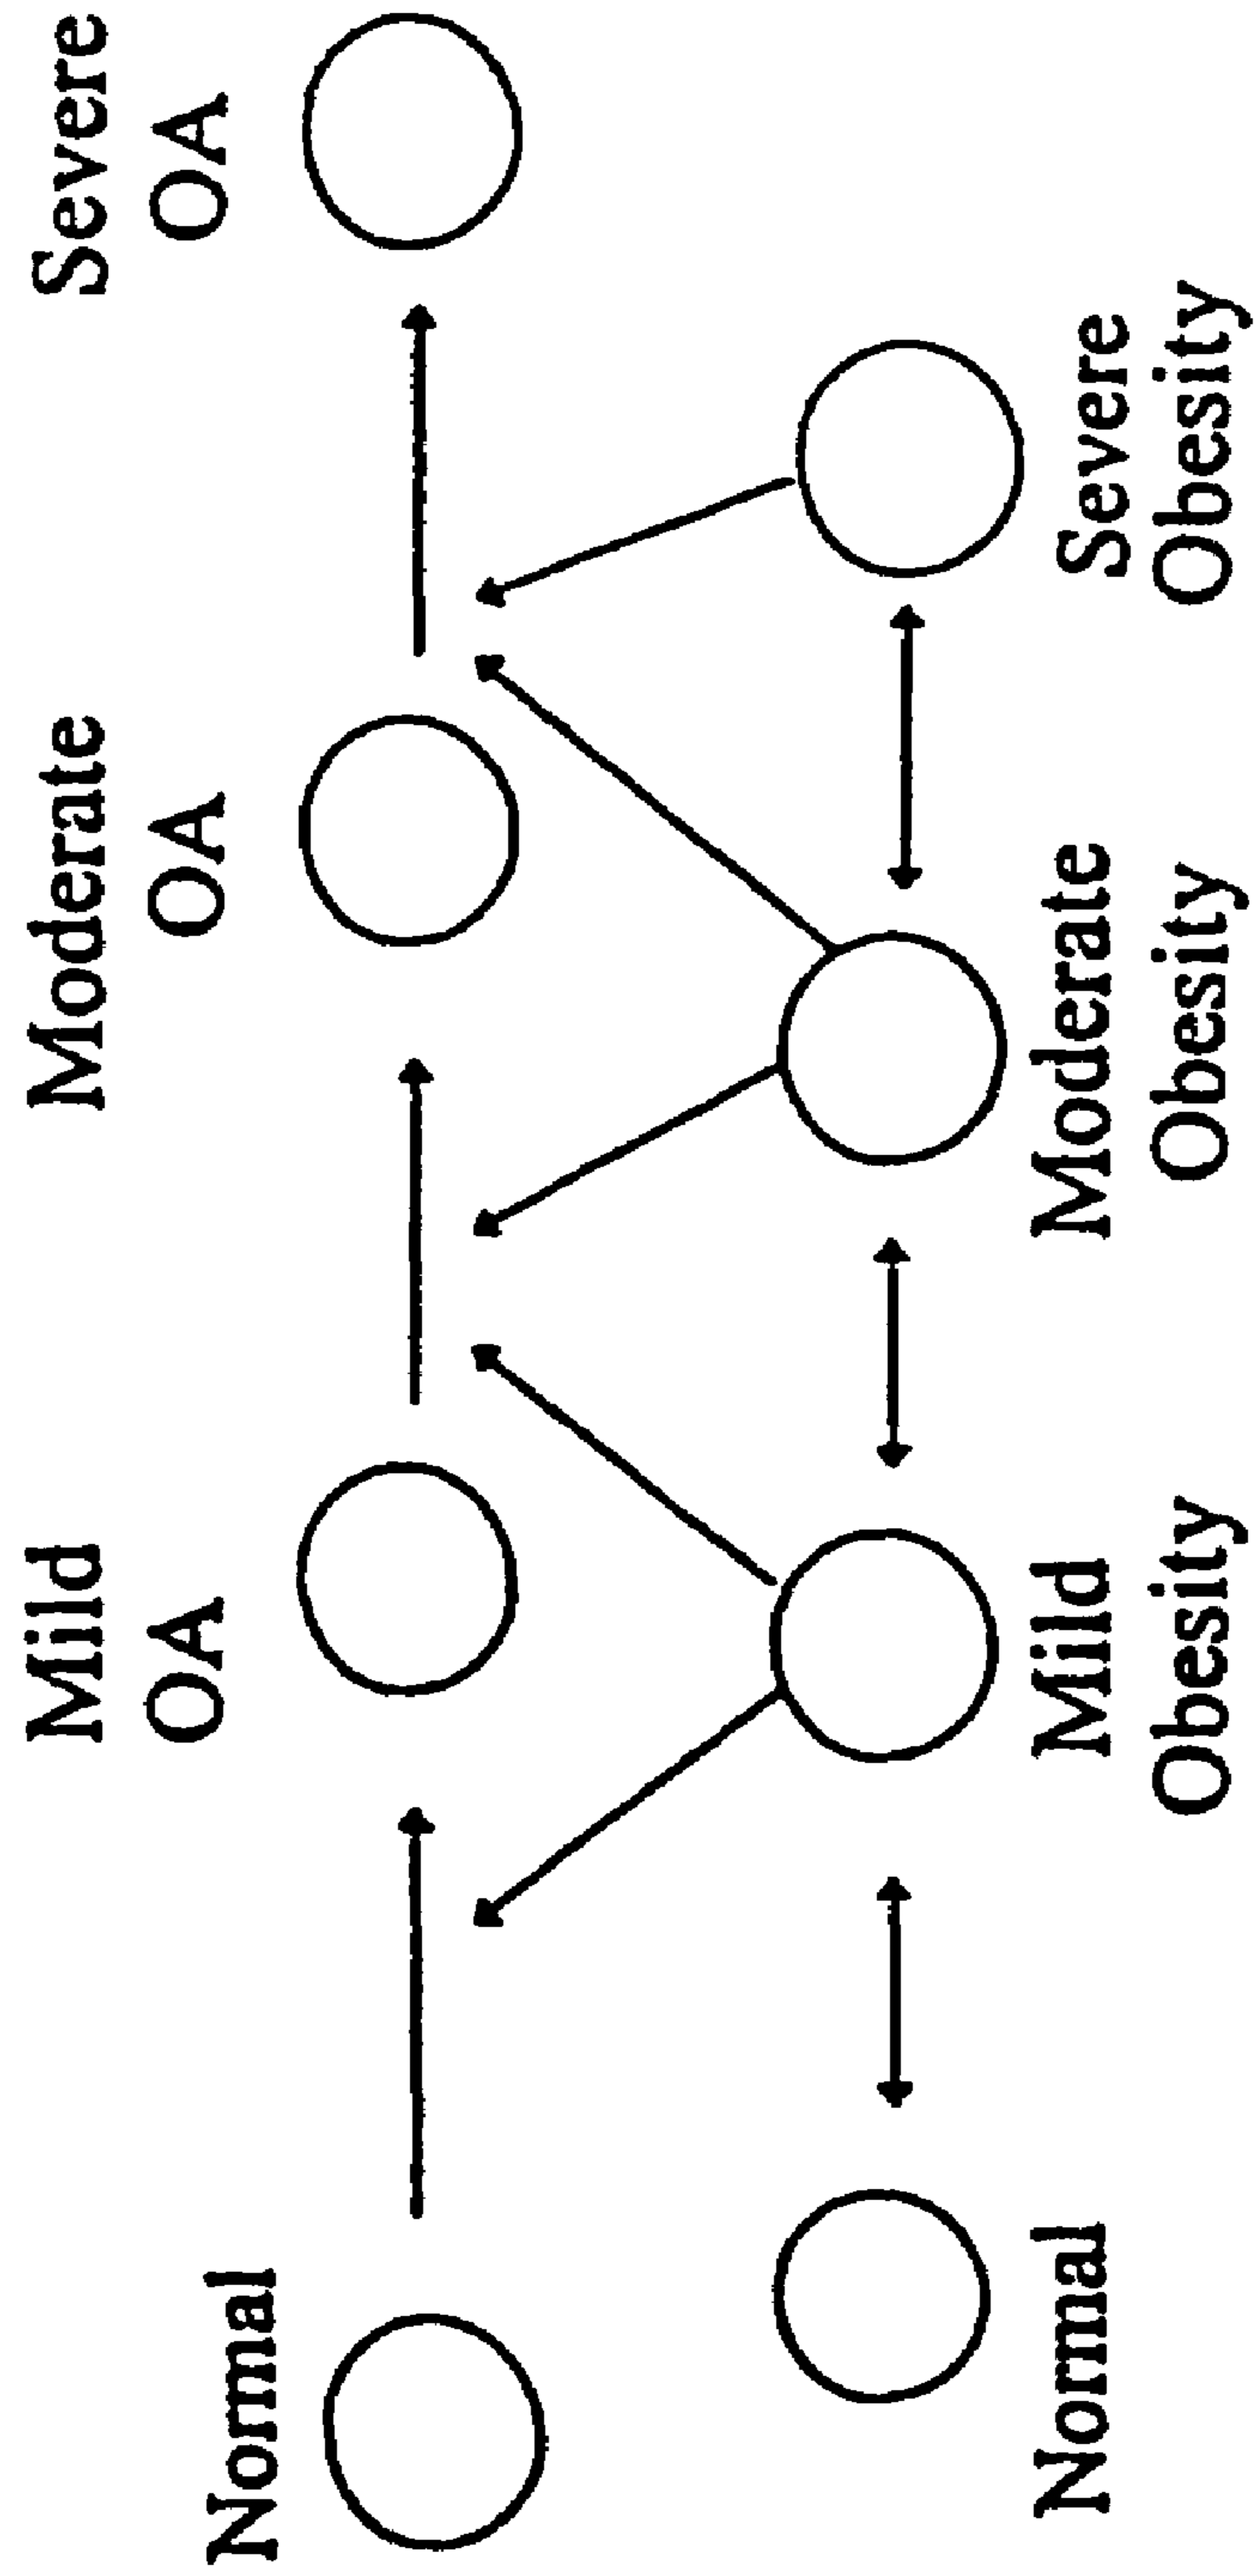 Normal
Mild
OA
Moderate
OA
Severe
OA
Normal
Mild
Obesity
Moderate
Obesity
Severe
Obesity